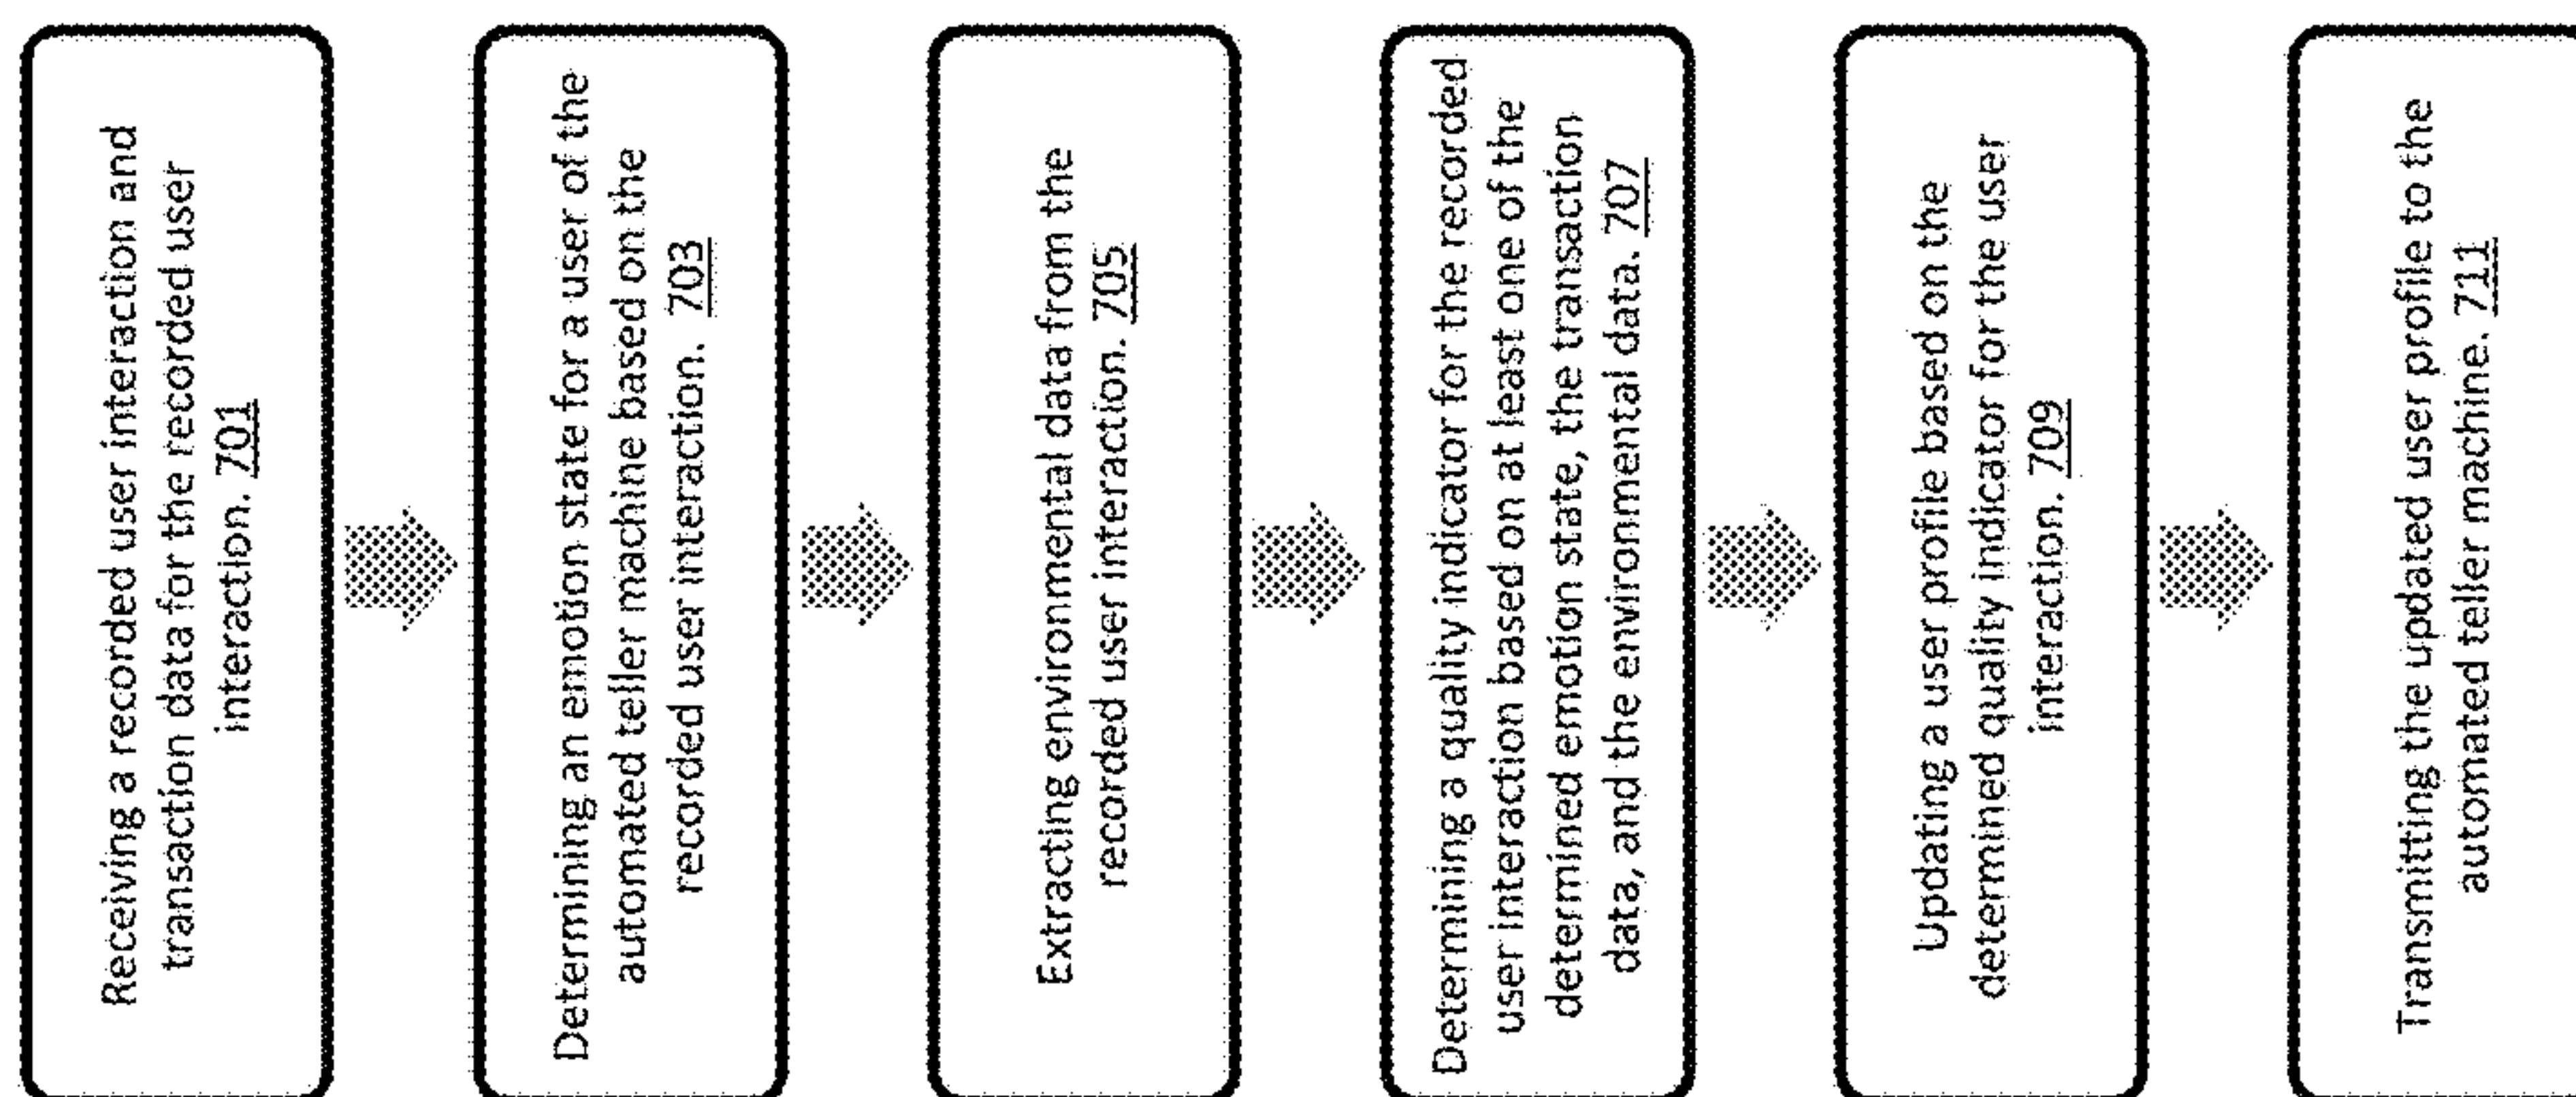 Receiving a recorded user interaction and
transaction data for the recorded user
interaction. 701
Determining an emotion state for a user of the
automated teller machine based on the
recorded user interaction. 703
Extracting environmental data from the
recorded user interaction. 705
Determining a quality indicator for the recorded
user interaction based on at least one of the
determined emotion state, the transaction
data, and the environmental data. 707
Updating a user profile based on the
determined quality indicator for the user
interaction. 709
Transmitting the updated user profile to the
automated teller machine. 711